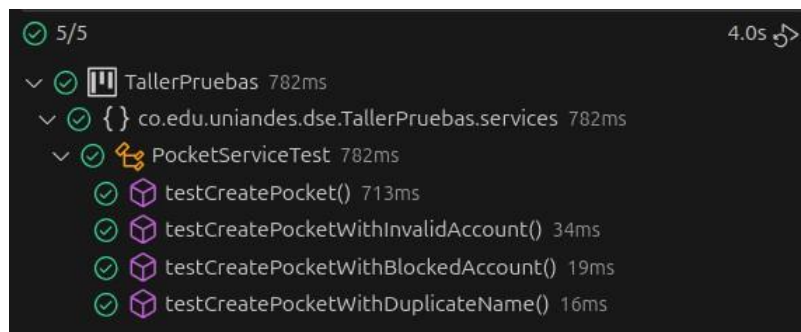 5/5 4.0s
TallerPruebas 782ms
{ } co.edu.uniandes.dse.TallerPruebas.services 782ms
PocketServiceTest 782ms
testCreatePocket() 713ms
testCreatePocketWithInvalidAccount() 34ms
testCreatePocketWithBlockedAccount() 19ms
testCreatePocketWithDuplicateName() 16ms